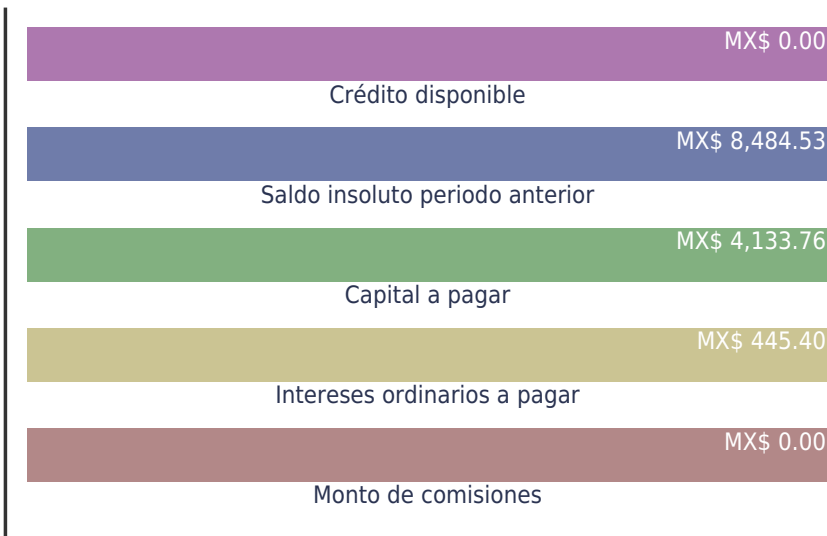 MX$ 0.00
Crédito disponible
MX$ 8,484.53
Saldo insoluto periodo anterior
MX$ 4,133.76
Capital a pagar
MX$ 445.40
Intereses ordinarios a pagar
MX$ 0.00
Monto de comisiones